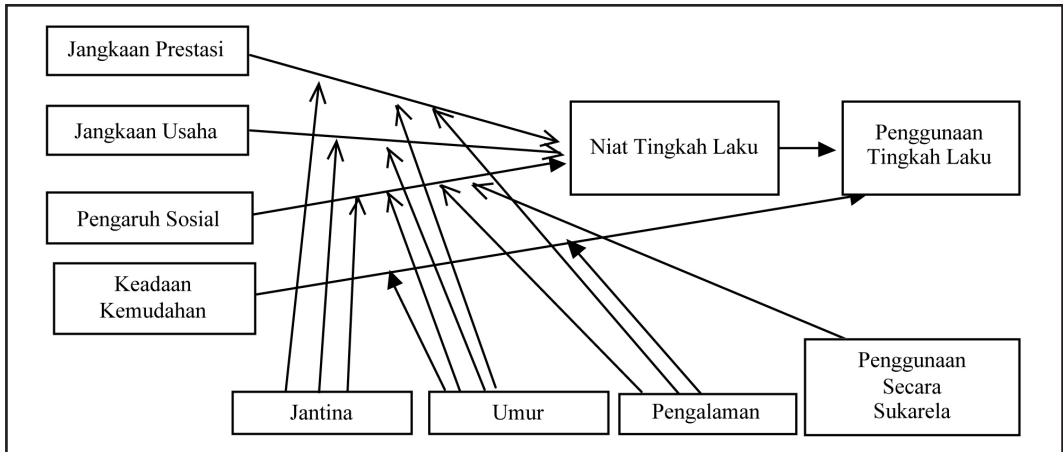 Jangkaan Prestasi
Jangkaan Usaha
Niat Tingkah Laku
Penggunaan
Tingkah Laku
Pengaruh Sosial
Keadaan
Kemudahan
Jantina
Umur
Pengalaman
Penggunaan
Secara
Sukarela